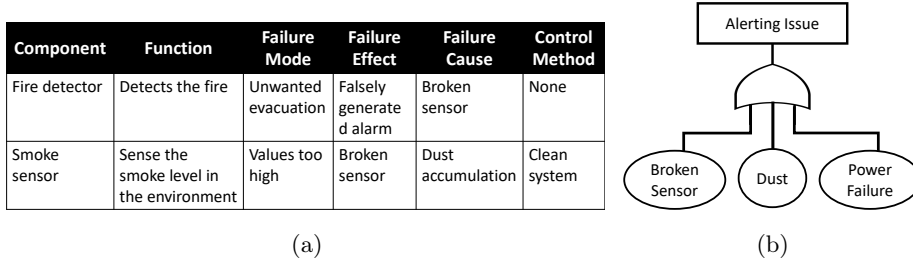 Component Function Failure Mode Failure Effect Failure Cause Control Method
Fire detector Detects the fire Unwanted evacuation Falsely generate d alarm Broken sensor None
Smoke sensor Sense the smoke level in the environment Values too high Broken sensor Dust accumulation Clean system
(a)
Alerting Issue
Broken Sensor
Dust
Power Failure
(b)